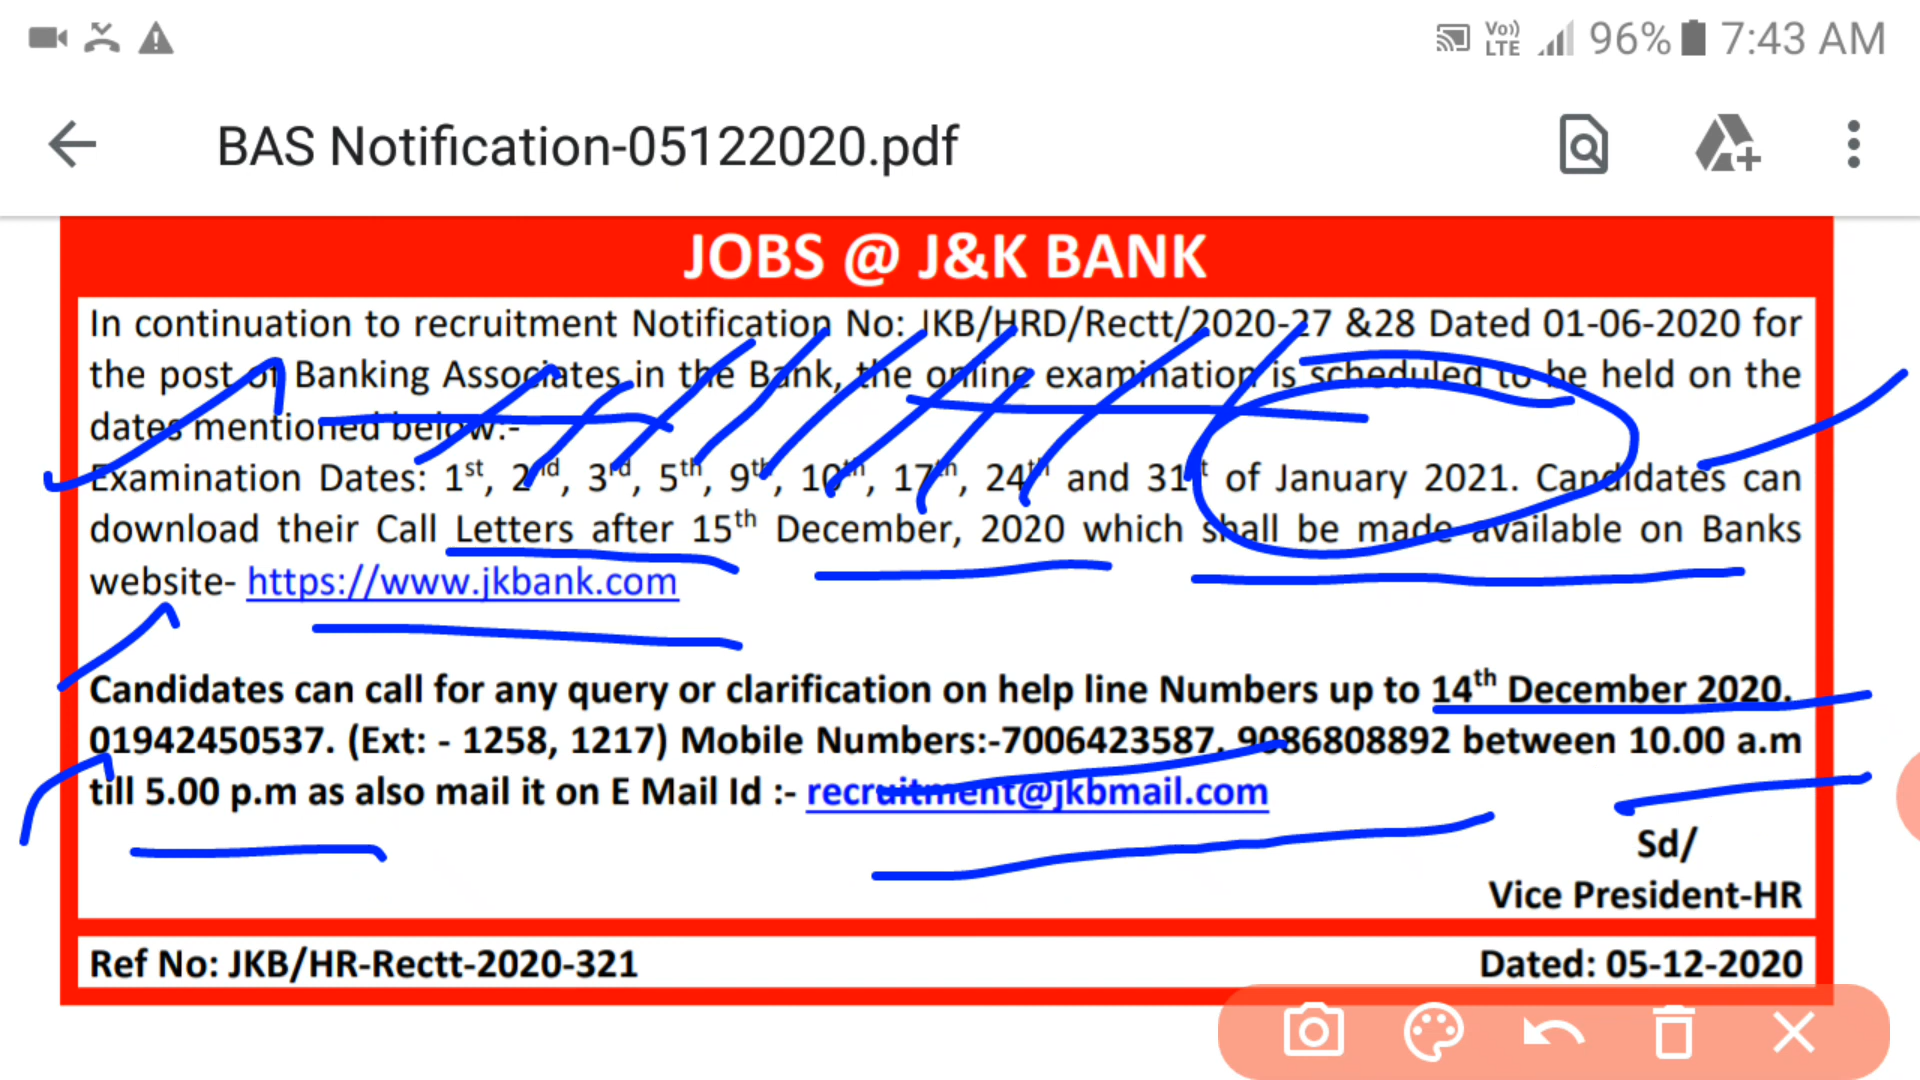 Vo)) LTE 96% 7:43 AM
BAS Notification-05122020.pdf
JOBS @ J&K BANK
In continuation to recruitment Notification No: JKB/HRD/Rectt/2020-27 &28 Dated 01-06-2020 for
the post of Banking Associates in the Bank, the online examination is scheduled to be held on the
dates mentioned below:-
Examination Dates: 1st, 2nd, 3rd, 5th, 9th, 10th, 17th, 24th and 31st of January 2021. Candidates can
download their Call Letters after 15th December, 2020 which shall be made available on Banks
website- https://www.jkbank.com
Candidates can call for any query or clarification on help line Numbers up to 14th December 2020.
01942450537. (Ext: - 1258, 1217) Mobile Numbers:-7006423587, 9086808892 between 10.00 a.m
till 5.00 p.m as also mail it on E Mail Id :- recruitment@jkbmail.com
Sd/
Vice President-HR
Ref No: JKB/HR-Rectt-2020-321
Dated: 05-12-2020